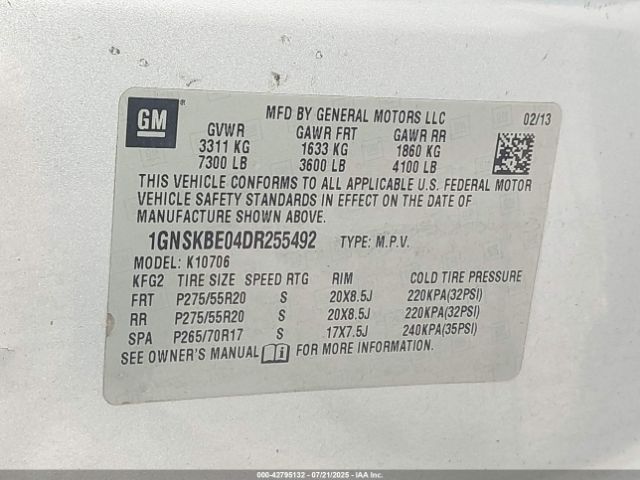 GM ®
MFD BY GENERAL MOTORS LLC 02/13
GVWR GAWR FRT GAWR RR
3311 KG 1633 KG 1860 KG
7300 LB 3600 LB 4100 LB
THIS VEHICLE CONFORMS TO ALL APPLICABLE U.S. FEDERAL MOTOR
VEHICLE SAFETY STANDARDS IN EFFECT ON THE DATE OF
MANUFACTURE SHOWN ABOVE.
1GNSKBE04DR255492 TYPE: M.P.V.
MODEL: K10706
KFG2 TIRE SIZE SPEED RTG RIM COLD TIRE PRESSURE
FRT P275/55R20 S 20X8.5J 220KPA(32PSI)
RR P275/55R20 S 20X8.5J 220KPA(32PSI)
SPA P265/70R17 S 17X7.5J 240KPA(35PSI)
SEE OWNER'S MANUAL FOR MORE INFORMATION.
000-42795132 - 07/21/2025 - IAAI.COM